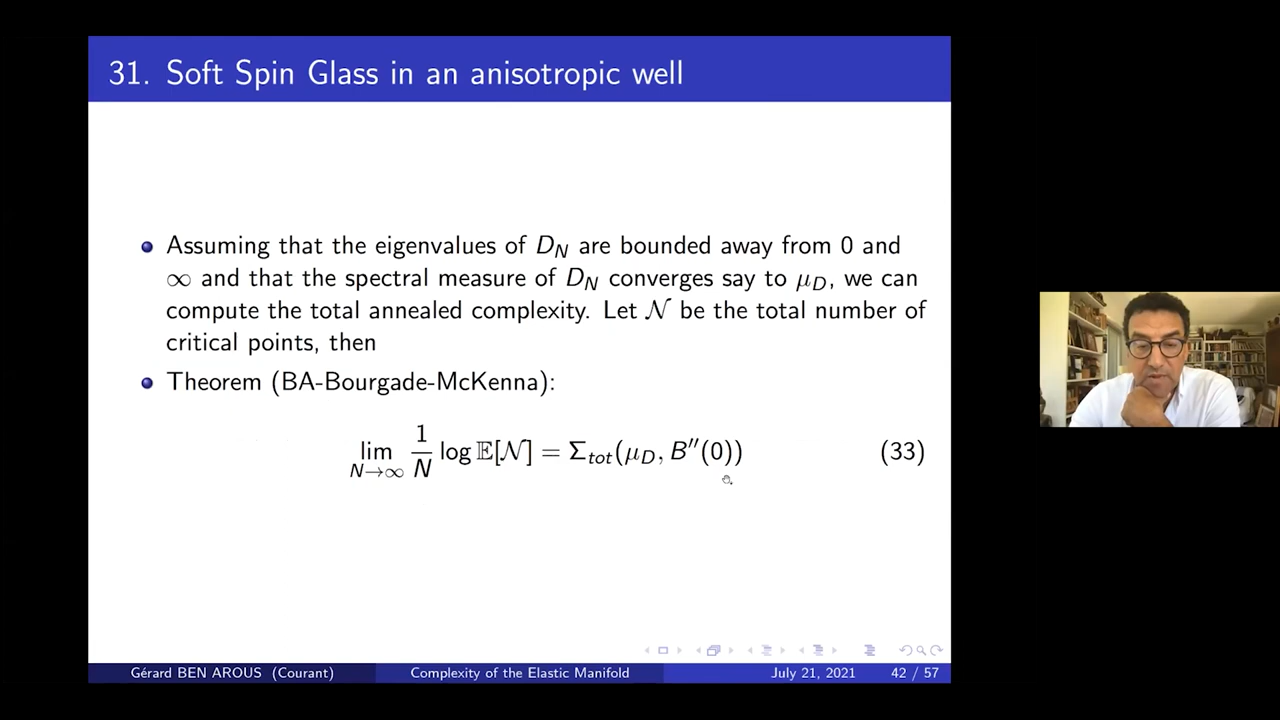 31. Soft Spin Glass in an anisotropic well
Assuming that the eigenvalues of D_N are bounded away from 0 and
∞ and that the spectral measure of D_N converges say to μ_D, we can
compute the total annealed complexity. Let 𝒩 be the total number of
critical points, then
Theorem (BA-Bourgade-McKenna):
lim_{N→∞} 1/N log 𝔼[𝒩] = Σ_tot(μ_D, B''(0)) (33)
Gérard BEN AROUS (Courant) Complexity of the Elastic Manifold July 21, 2021 42 / 57